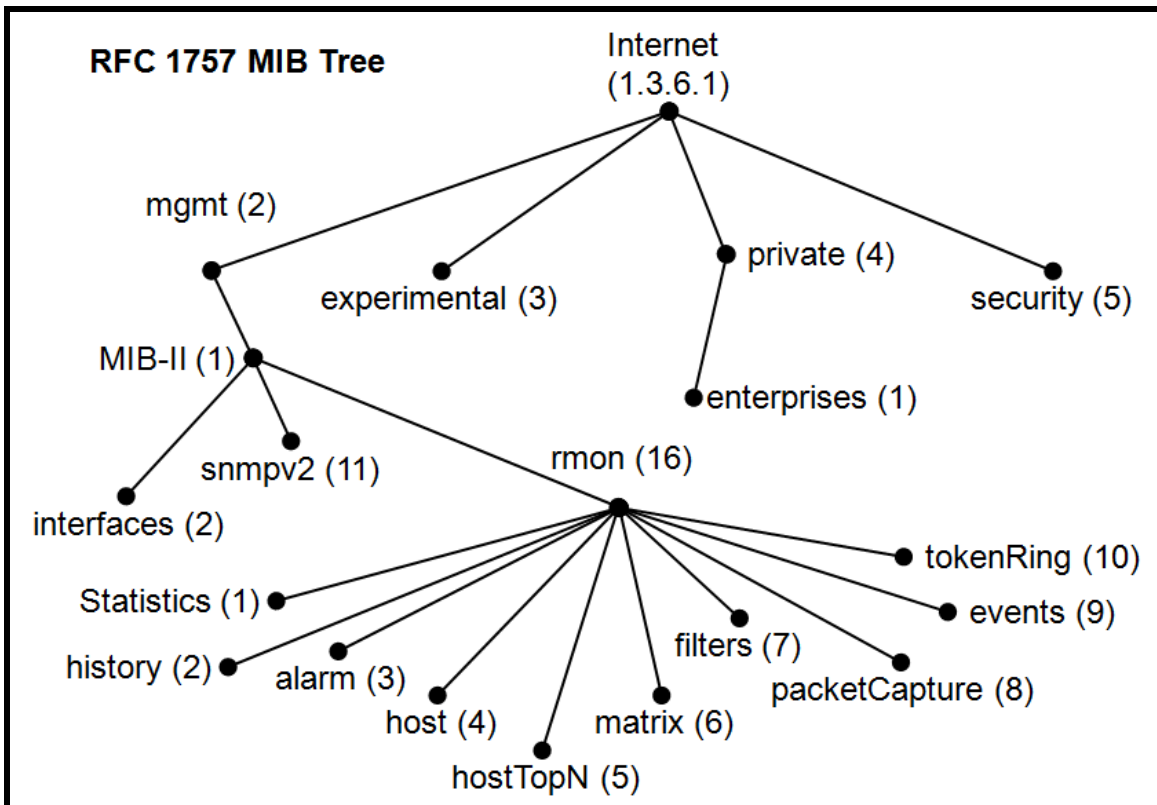 RFC 1757 MIB Tree
Internet
(1.3.6.1)
mgmt (2)
experimental (3)
private (4)
security (5)
MIB-II (1)
enterprises (1)
snmpv2 (11)
rmon (16)
interfaces (2)
Statistics (1)
history (2)
alarm (3)
host (4)
hostTopN (5)
matrix (6)
filters (7)
packetCapture (8)
events (9)
tokenRing (10)